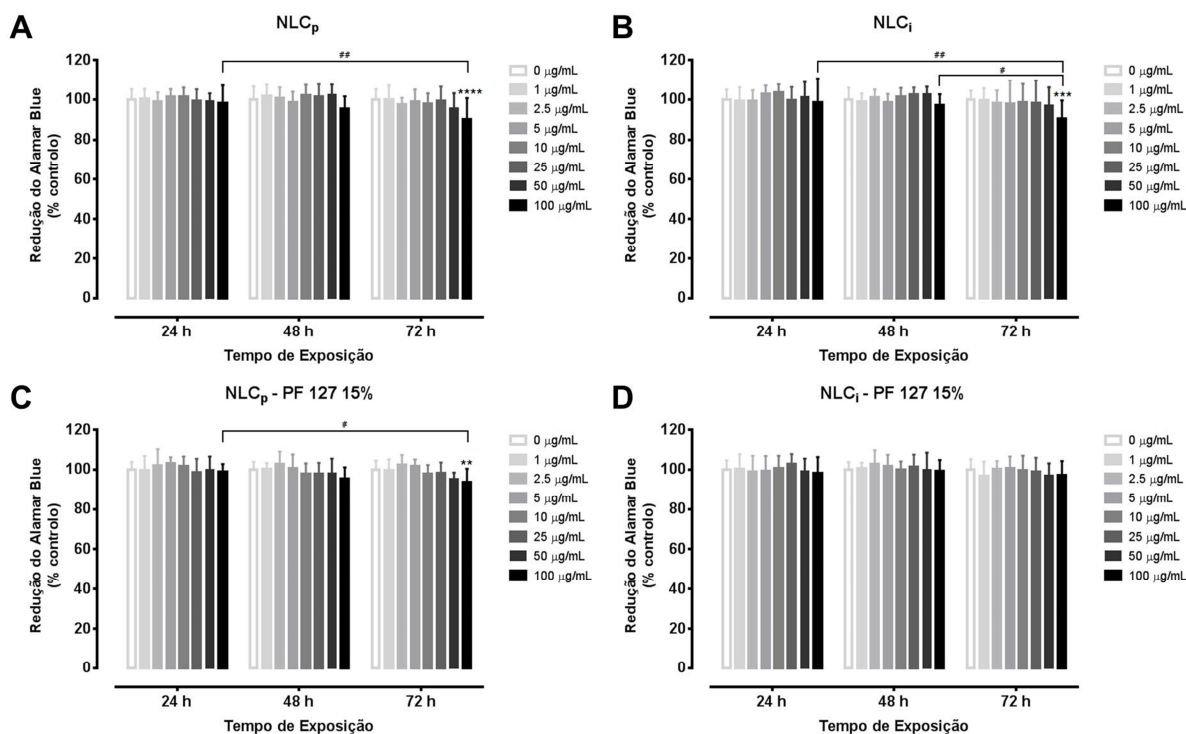 A
NLCp
Redução do Alamar Blue
(% controlo)
120
100
80
60
40
20
0
##
****
24 h
48 h
72 h
Tempo de Exposição
0 μg/mL
1 μg/mL
2.5 μg/mL
5 μg/mL
10 μg/mL
25 μg/mL
50 μg/mL
100 μg/mL
B
NLCi
Redução do Alamar Blue
(% controlo)
120
100
80
60
40
20
0
##
#
***
24 h
48 h
72 h
Tempo de Exposição
0 μg/mL
1 μg/mL
2.5 μg/mL
5 μg/mL
10 μg/mL
25 μg/mL
50 μg/mL
100 μg/mL
C
NLCp - PF 127 15%
Redução do Alamar Blue
(% controlo)
120
100
80
60
40
20
0
#
**
24 h
48 h
72 h
Tempo de Exposição
0 μg/mL
1 μg/mL
2.5 μg/mL
5 μg/mL
10 μg/mL
25 μg/mL
50 μg/mL
100 μg/mL
D
NLCi - PF 127 15%
Redução do Alamar Blue
(% controlo)
120
100
80
60
40
20
0
24 h
48 h
72 h
Tempo de Exposição
0 μg/mL
1 μg/mL
2.5 μg/mL
5 μg/mL
10 μg/mL
25 μg/mL
50 μg/mL
100 μg/mL